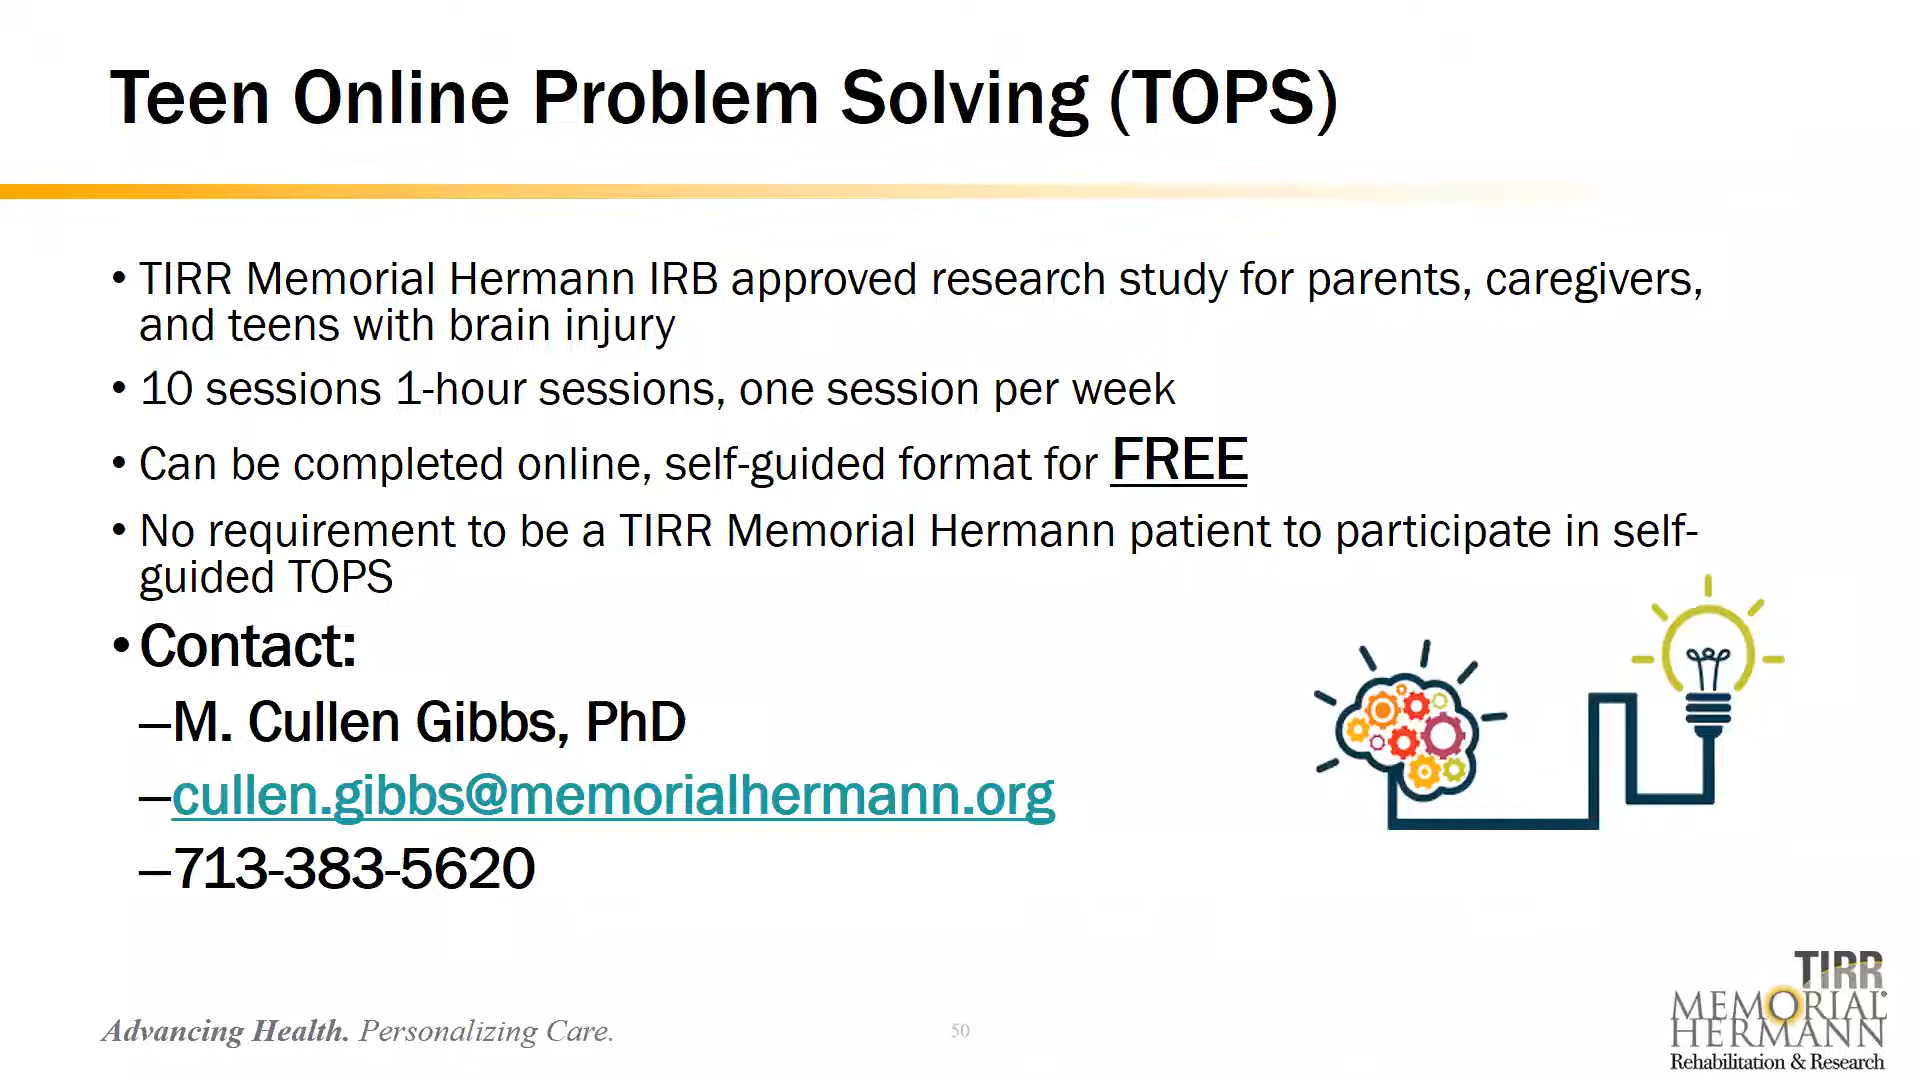 Teen Online Problem Solving (TOPS)
• TIRR Memorial Hermann IRB approved research study for parents, caregivers,
and teens with brain injury
• 10 sessions 1-hour sessions, one session per week
• Can be completed online, self-guided format for FREE
• No requirement to be a TIRR Memorial Hermann patient to participate in self-
guided TOPS
• Contact:
–M. Cullen Gibbs, PhD
–cullen.gibbs@memorialhermann.org
–713-383-5620
Advancing Health. Personalizing Care.
50
TIRR
MEMORIAL®
HERMANN
Rehabilitation & Research